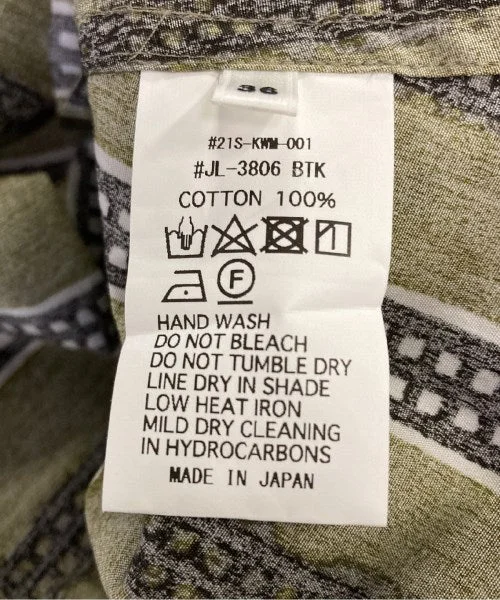 36
#21S-KWM-001
#JL-3806 BTK
COTTON 100%
F
HAND WASH
DO NOT BLEACH
DO NOT TUMBLE DRY
LINE DRY IN SHADE
LOW HEAT IRON
MILD DRY CLEANING
IN HYDROCARBONS
MADE IN JAPAN